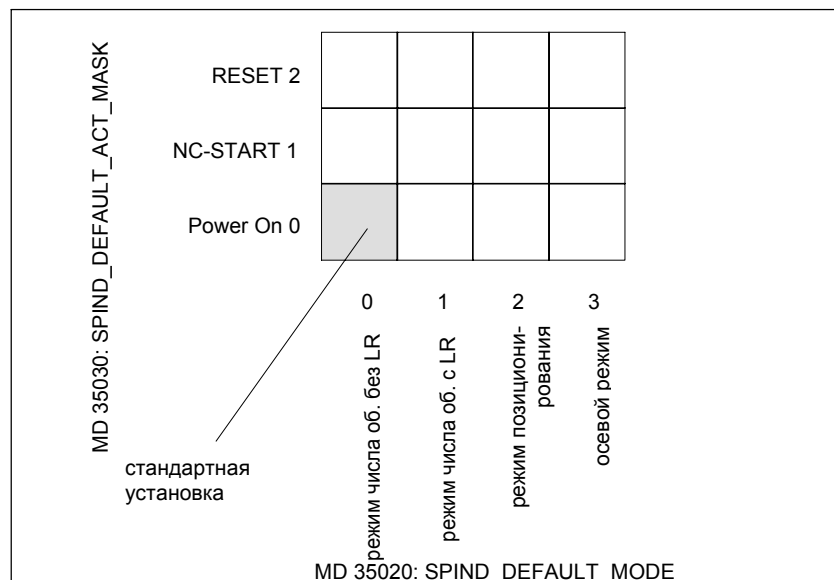 MD 35030: SPIND_DEFAULT_ACT_MASK
RESET 2
NC-START 1
Power On 0
0
1
2
3
режим числа об. без LR
режим числа об. с LR
режим позициони-
рования
осевой режим
стандартная
установка
MD 35020: SPIND_DEFAULT_MODE